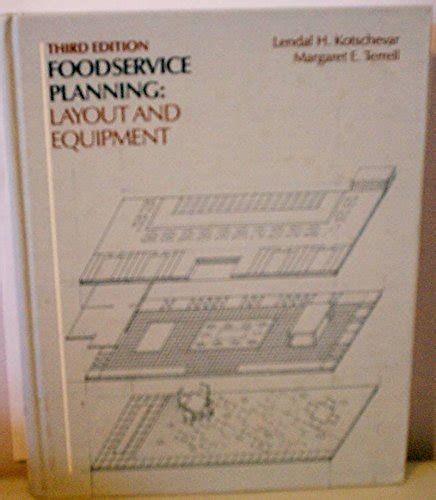 THIRD EDITION
FOODSERVICE
PLANNING:
LAYOUT AND
EQUIPMENT
Lendal H. Kotschevar
Margaret E. Terrell